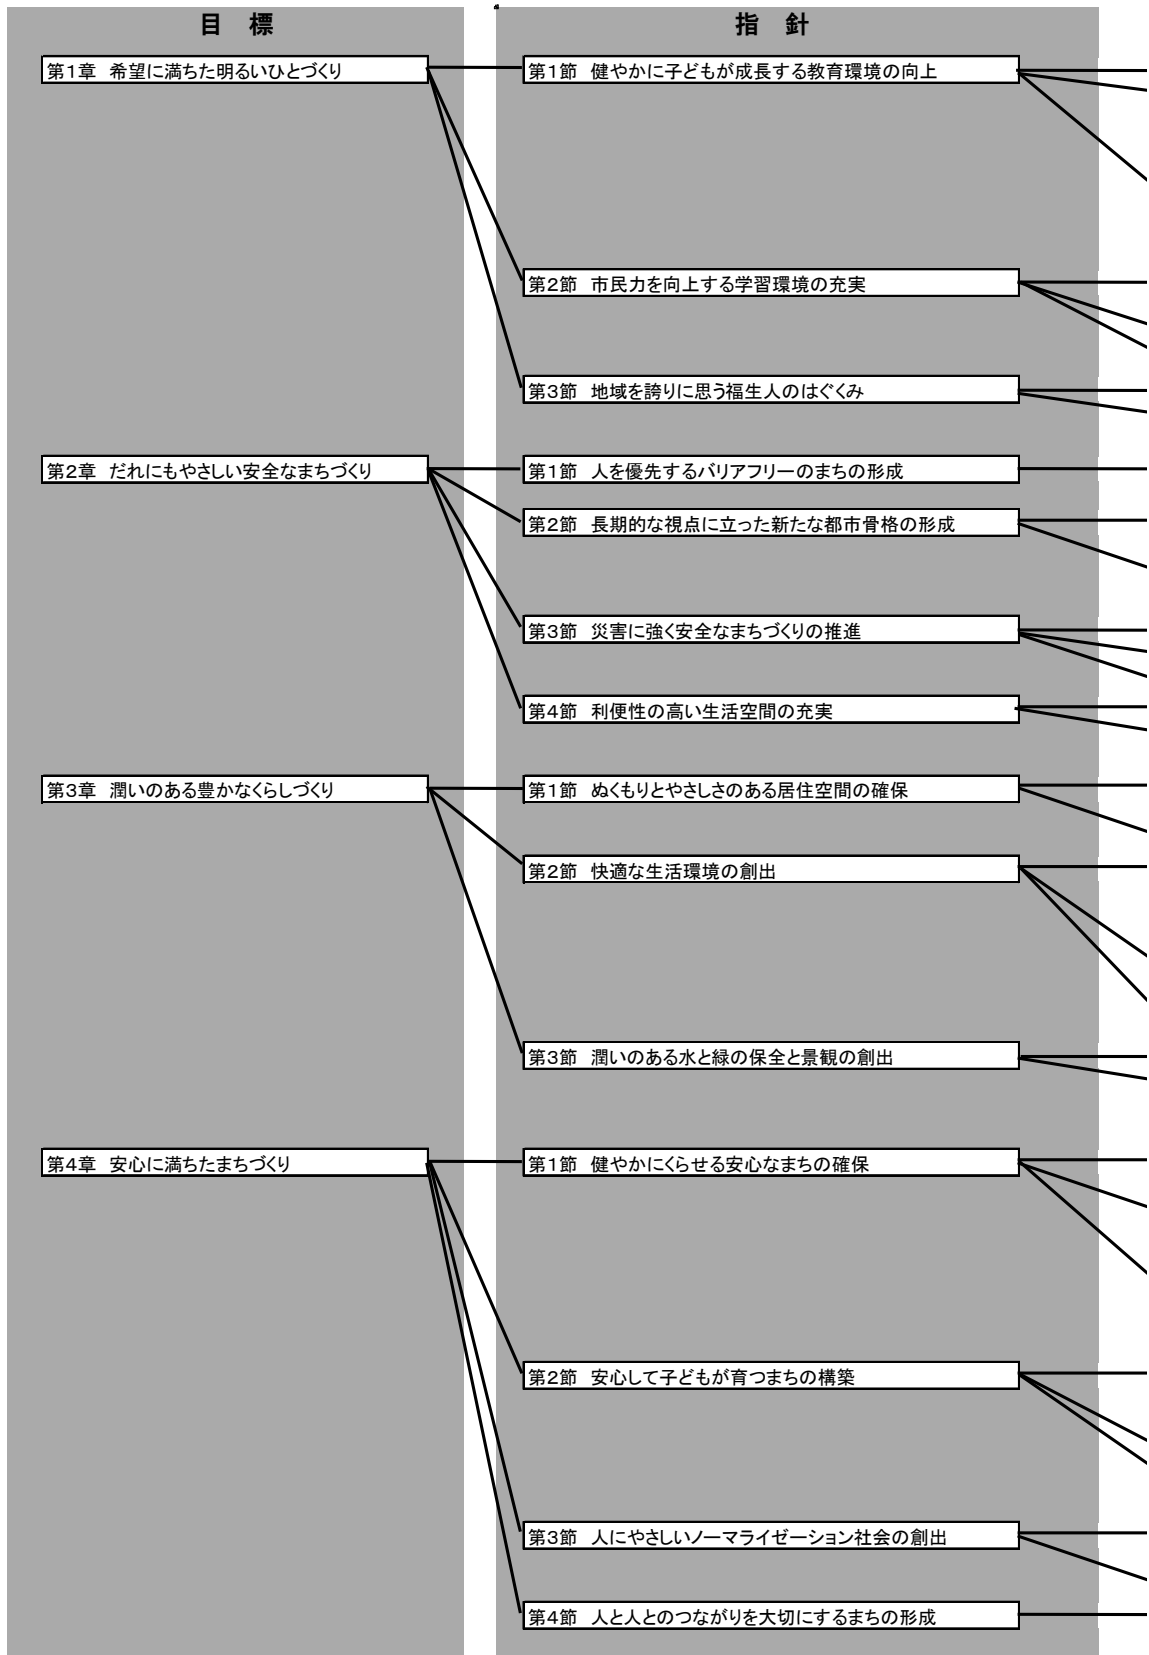 目　標
指　針
第1章　希望に満ちた明るいひとづくり
第1節　健やかに子どもが成長する教育環境の向上
第2節　市民力を向上する学習環境の充実
第3節　地域を誇りに思う福生人のはぐくみ
第2章　だれにもやさしい安全なまちづくり
第1節　人を優先するバリアフリーのまちの形成
第2節　長期的な視点に立った新たな都市骨格の形成
第3節　災害に強く安全なまちづくりの推進
第4節　利便性の高い生活空間の充実
第3章　潤いのある豊かなくらしづくり
第1節　ぬくもりとやさしさのある居住空間の確保
第2節　快適な生活環境の創出
第3節　潤いのある水と緑の保全と景観の創出
第4章　安心に満ちたまちづくり
第1節　健やかにくらせる安心なまちの確保
第2節　安心して子どもが育つまちの構築
第3節　人にやさしいノーマライゼーション社会の創出
第4節　人と人とのつながりを大切にするまちの形成